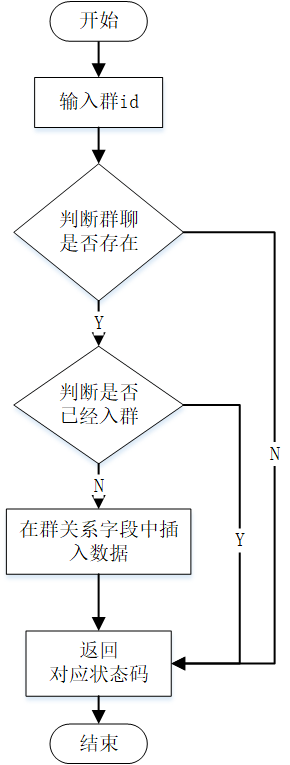 开始
输入群id
判断群聊
是否存在
Y
判断是否
已经入群
N
N
在群关系字段中插
入数据
Y
返回
对应状态码
结束